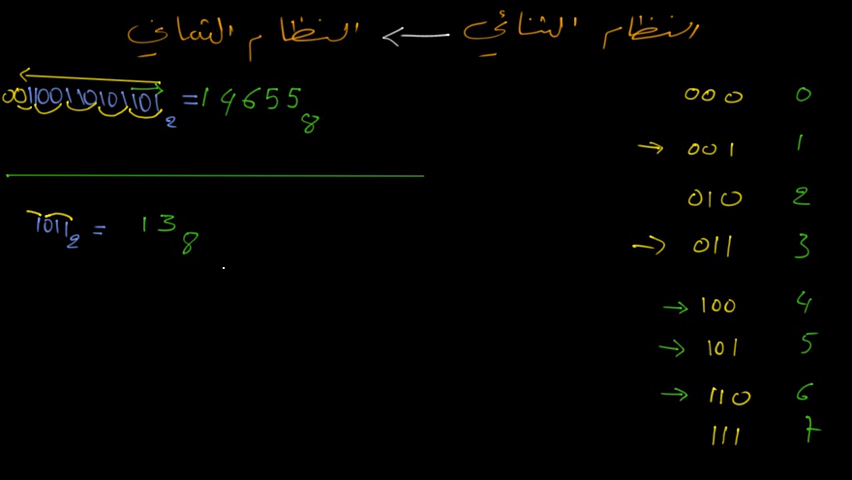 النظام الثنائي ← النظام الثماني
001100110101101₂ = 14655₈
1011₂ = 13₈
000 0
→ 001 1
010 2
→ 011 3
→ 100 4
→ 101 5
→ 110 6
111 7